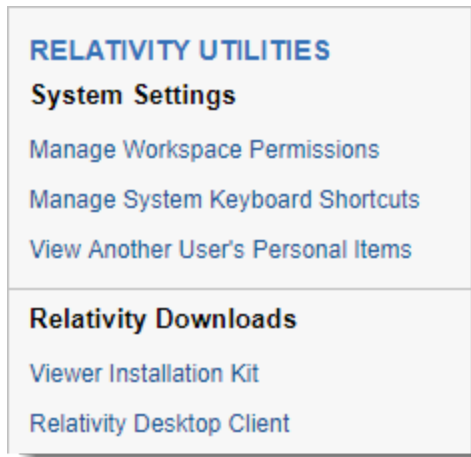 RELATIVITY UTILITIES
System Settings
Manage Workspace Permissions
Manage System Keyboard Shortcuts
View Another User's Personal Items
Relativity Downloads
Viewer Installation Kit
Relativity Desktop Client